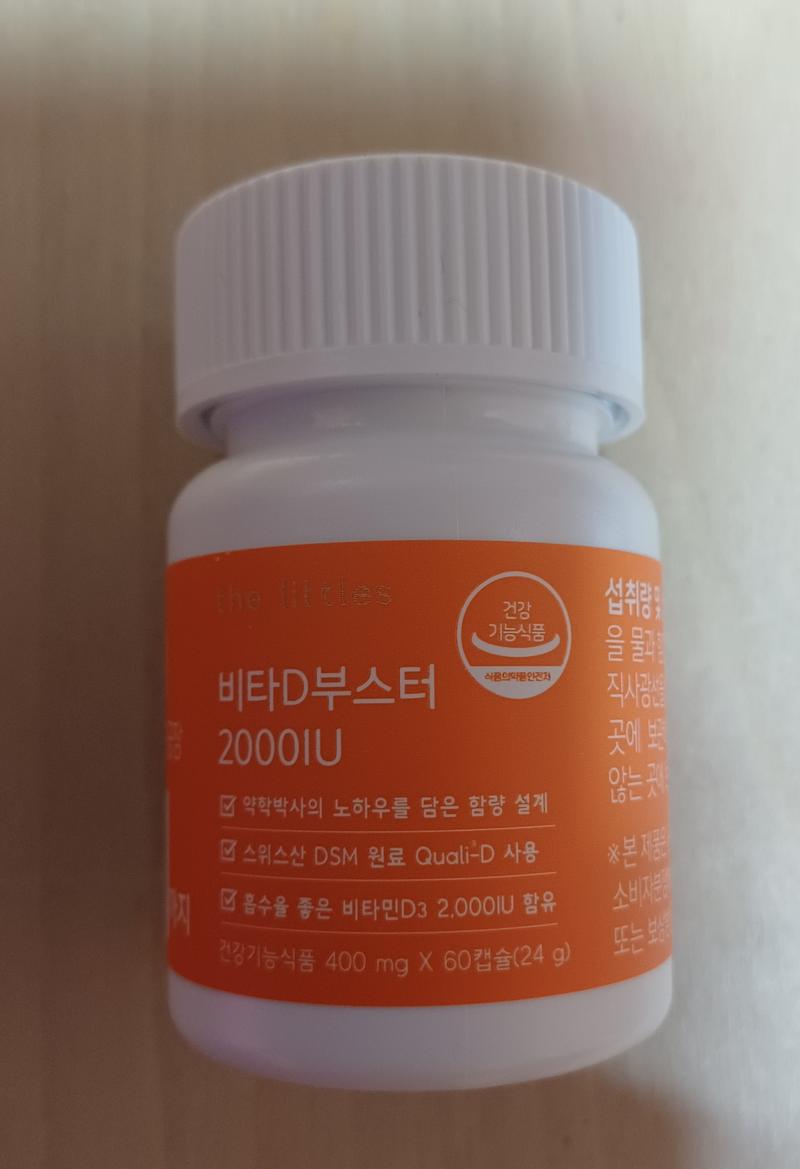 the littles
건강
기능식품
식품의약품안전처
비타D부스터
2000IU
약학박사의 노하우를 담은 함량 설계
스위스산 DSM 원료 Quali-D 사용
흡수율 좋은 비타민D3 2,000IU 함유
건강기능식품 400 mg X 60캡슐(24 g)
섭취량 및
을 물과
직사광선을
곳에
않는 곳에
※본 제품은
소비자분쟁
또는